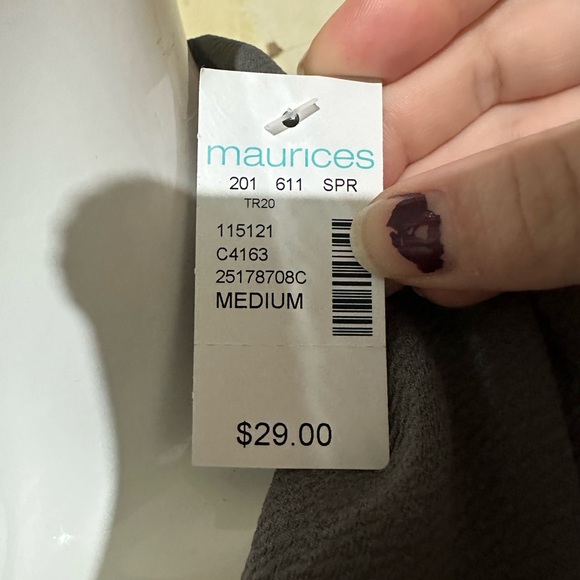 maurices
201 611 SPR
TR20
115121
C4163
25178708C
MEDIUM
$29.00